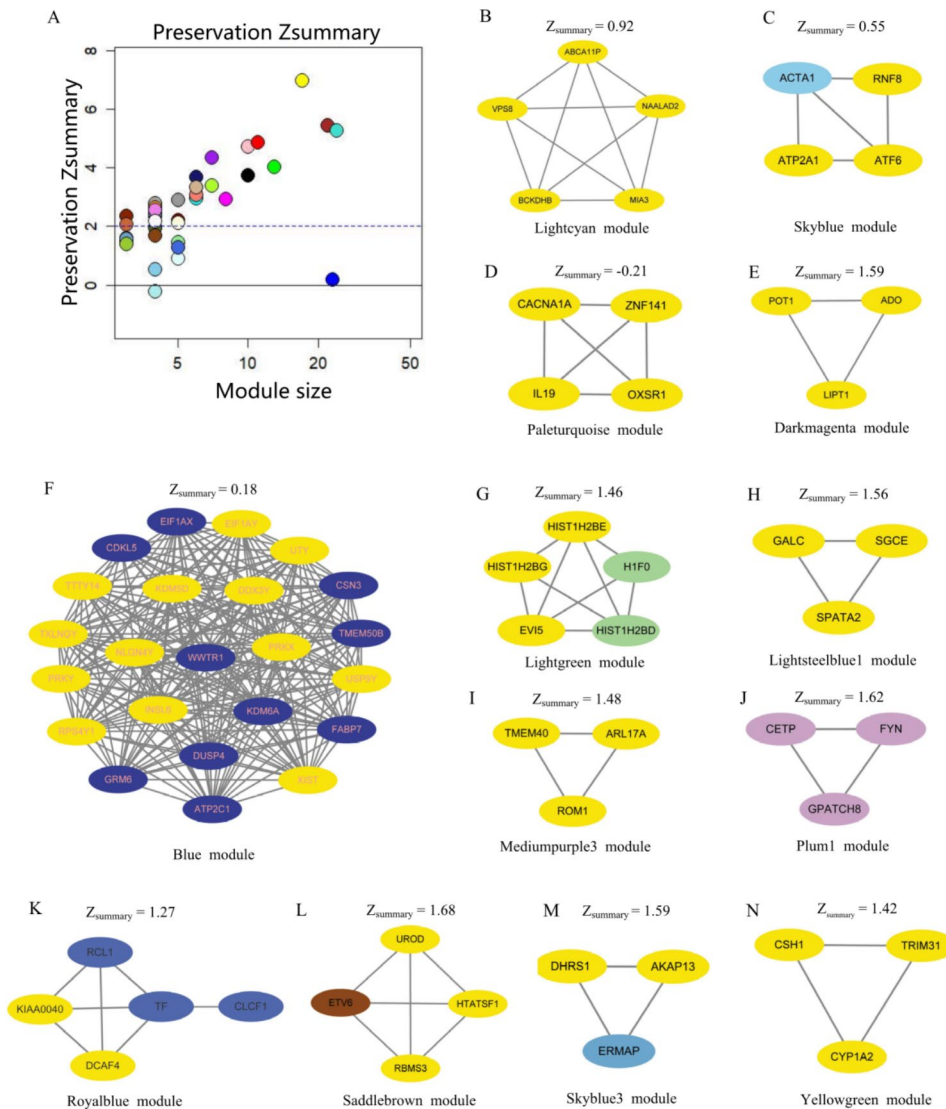 A
Preservation Zsummary
Preservation Zsummary
8
6
4
2
0
5
10
20
50
Module size
B
Zsummary = 0.92
ABCA11P
VPS8
NAALAD2
BCKDHB
MIA3
Lightcyan module
C
Zsummary = 0.55
ACTA1
RNF8
ATP2A1
ATF6
Skyblue module
D
Zsummary = -0.21
CACNA1A
ZNF141
IL19
OXSR1
Paleturquoise module
E
Zsummary = 1.59
POT1
ADO
LIPT1
Darkmagenta module
F
Zsummary = 0.18
EIF1AX
EIF1AY
CDKL5
UTY
TTTY14
KDM5D
DDX3Y
CSN3
TXLNGY
NLGN4Y
WWTR1
PRKX
TMEM50B
PRKY
USP9Y
INSL5
KDM6A
RPS4Y1
FABP7
DUSP4
GRM6
XIST
ATP2C1
Blue module
G
Zsummary = 1.46
HIST1H2BE
HIST1H2BG
H1F0
EVI5
HIST1H2BD
Lightgreen module
H
Zsummary = 1.56
GALC
SGCE
SPATA2
Lightsteelblue1 module
I
Zsummary = 1.48
TMEM40
ARL17A
ROM1
Mediumpurple3 module
J
Zsummary = 1.62
CETP
FYN
GPATCH8
Plum1 module
K
Zsummary = 1.27
RCL1
KIAA0040
TF
CLCF1
DCAF4
Royalblue module
L
Zsummary = 1.68
UROD
ETV6
HTATSF1
RBMS3
Saddlebrown module
M
Zsummary = 1.59
DHRS1
AKAP13
ERMAP
Skyblue3 module
N
Zsummary = 1.42
CSH1
TRIM31
CYP1A2
Yellowgreen module